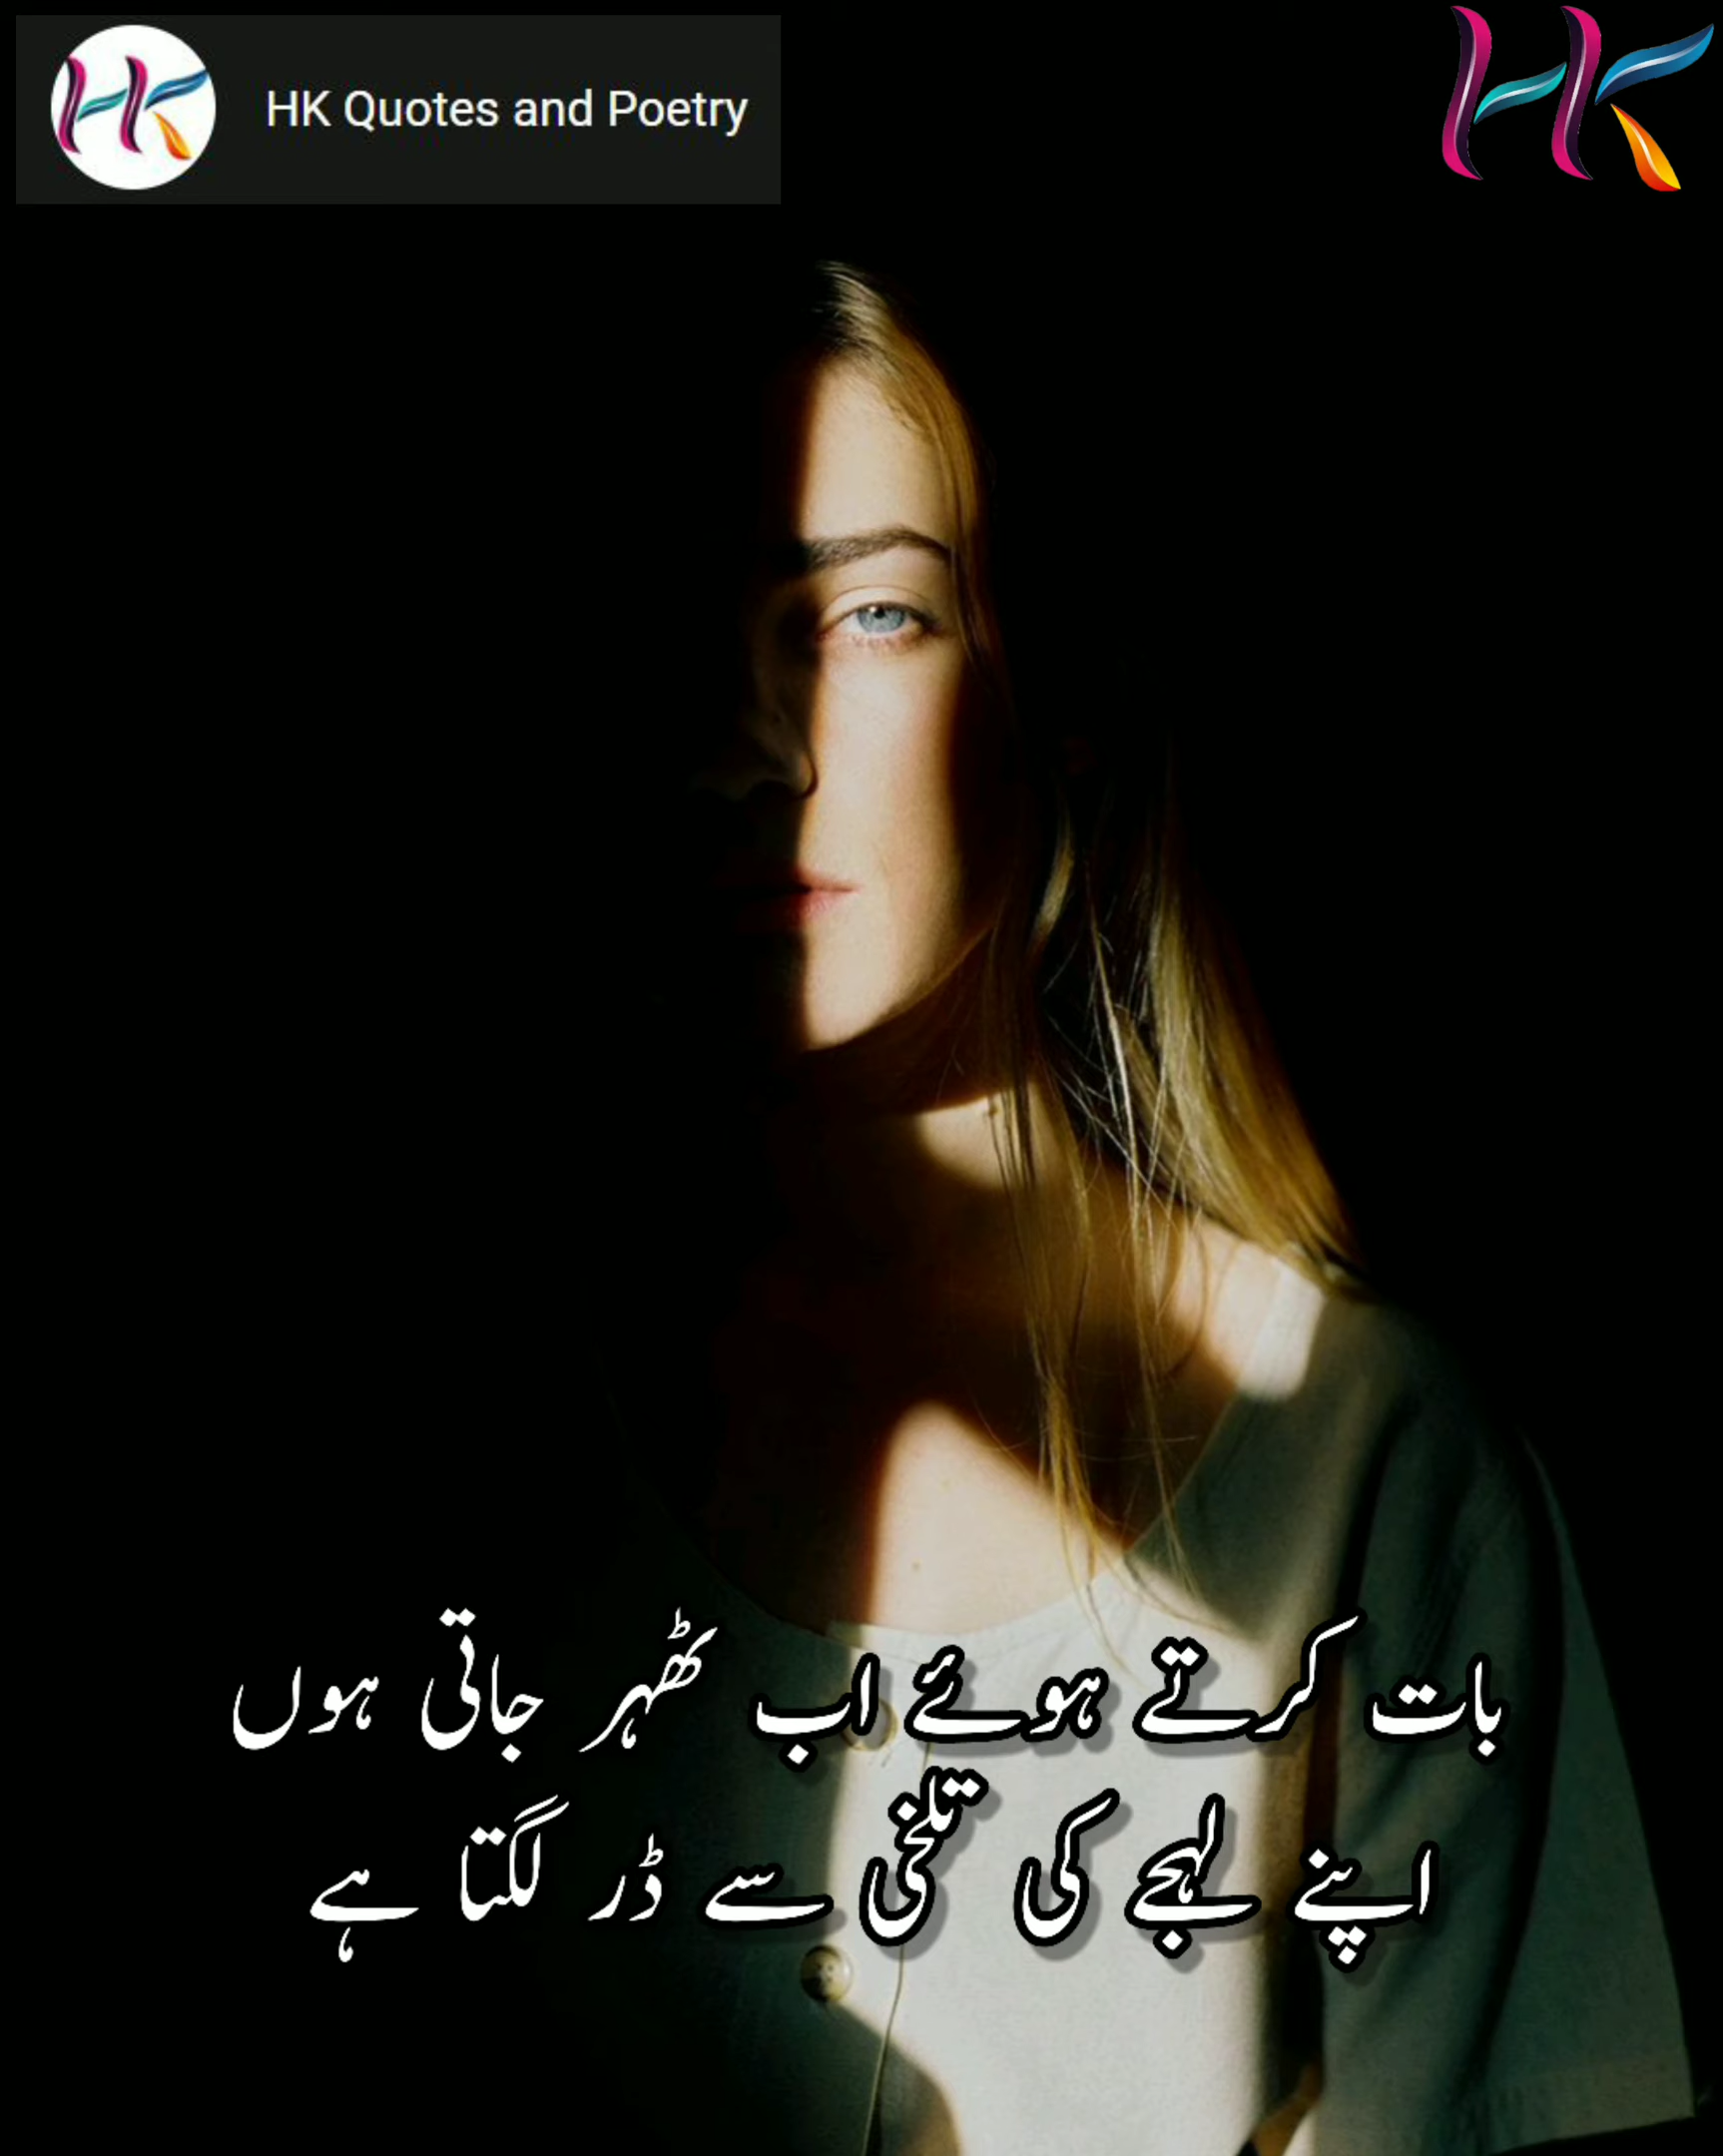 HK Quotes and Poetry
HK
بات کرتے ہوئے اب ٹھہر جاتی ہوں
اپنے لہجے کی تلخی سے ڈر لگتا ہے